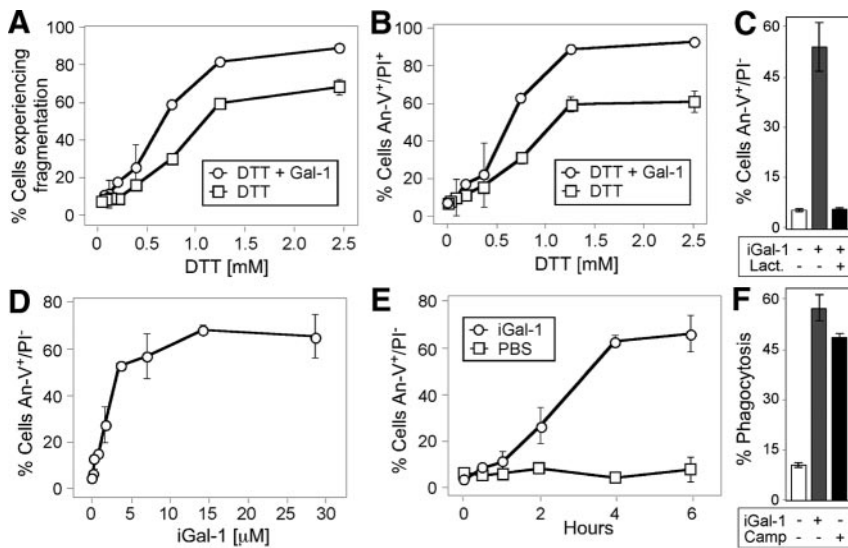 A
% Cells experiencing
fragmentation
100
80
60
40
20
0
DTT + Gal-1
DTT
0.0 0.5 1.0 1.5 2.0 2.5
DTT [mM]
B
% Cells An-V+/PI+
100
80
60
40
20
0
DTT + Gal-1
DTT
0.0 0.5 1.0 1.5 2.0 2.5
DTT [mM]
C
% Cells An-V+/PI-
60
45
30
15
0
iGal-1 - + +
Lact. - - +
D
% Cells An-V+/PI-
80
60
40
20
0
0 5 10 15 20 25 30
iGal-1 [µM]
E
% Cells An-V+/PI-
80
60
40
20
0
iGal-1
PBS
0 2 4 6
Hours
F
% Phagocytosis
60
45
30
15
0
iGal-1 - + -
Camp - - +